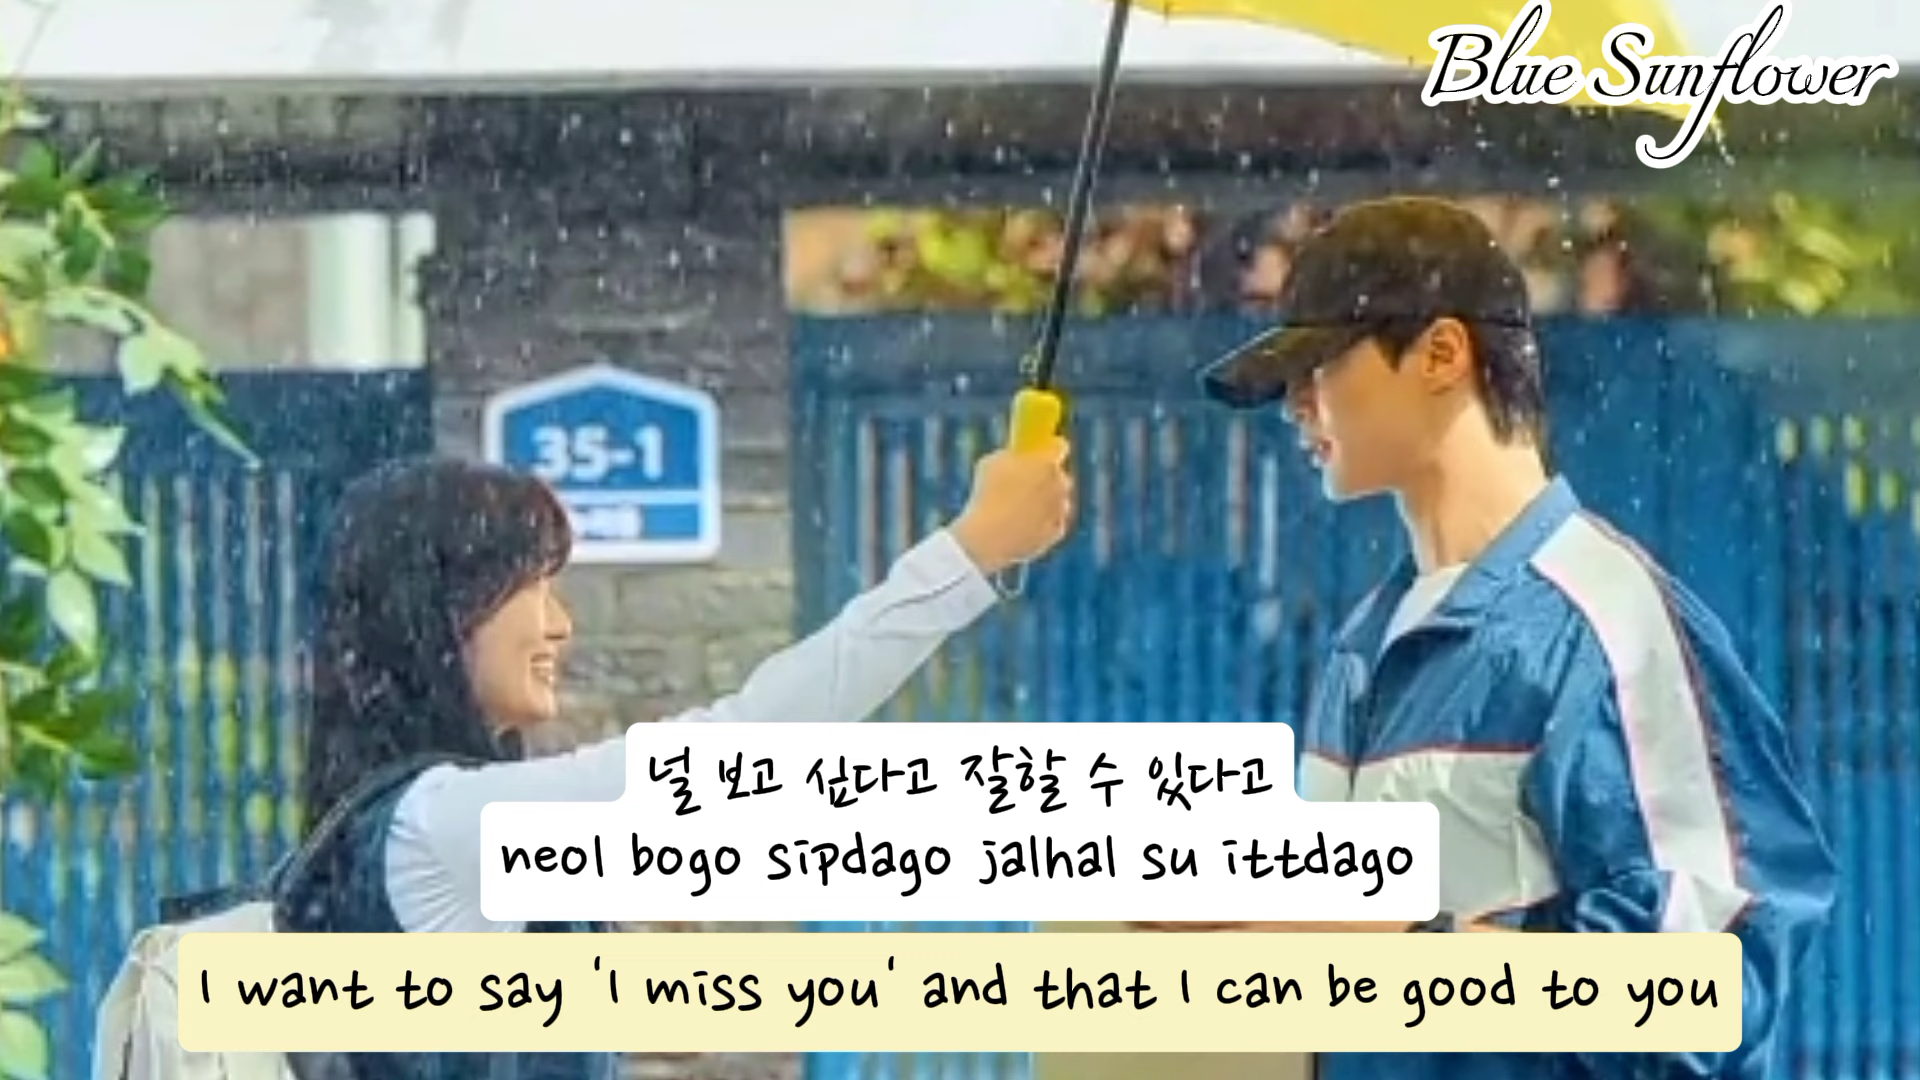 Blue Sunflower
35-1
널 보고 싶다고 잘할 수 있다고
neol bogo sipdago jalhal su ittdago
I want to say 'I miss you' and that I can be good to you